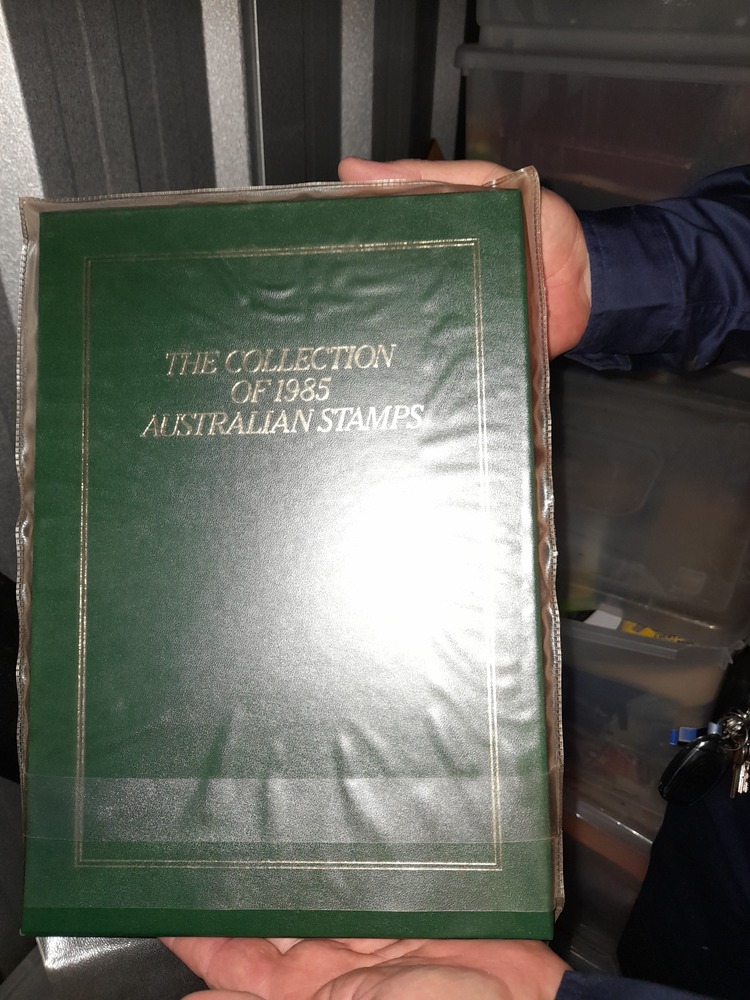 THE COLLECTION
OF 1985
AUSTRALIAN STAMPS